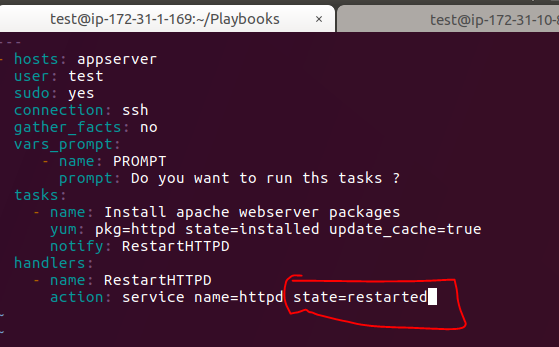 test@ip-172-31-1-169:~/Playbooks × test@ip-172-31-10-8
---
- hosts: appserver
user: test
sudo: yes
connection: ssh
gather_facts: no
vars_prompt:
- name: PROMPT
prompt: Do you want to run ths tasks ?
tasks:
- name: Install apache webserver packages
yum: pkg=httpd state=installed update_cache=true
notify: RestartHTTPD
handlers:
- name: RestartHTTPD
action: service name=httpd state=restarted
~
~